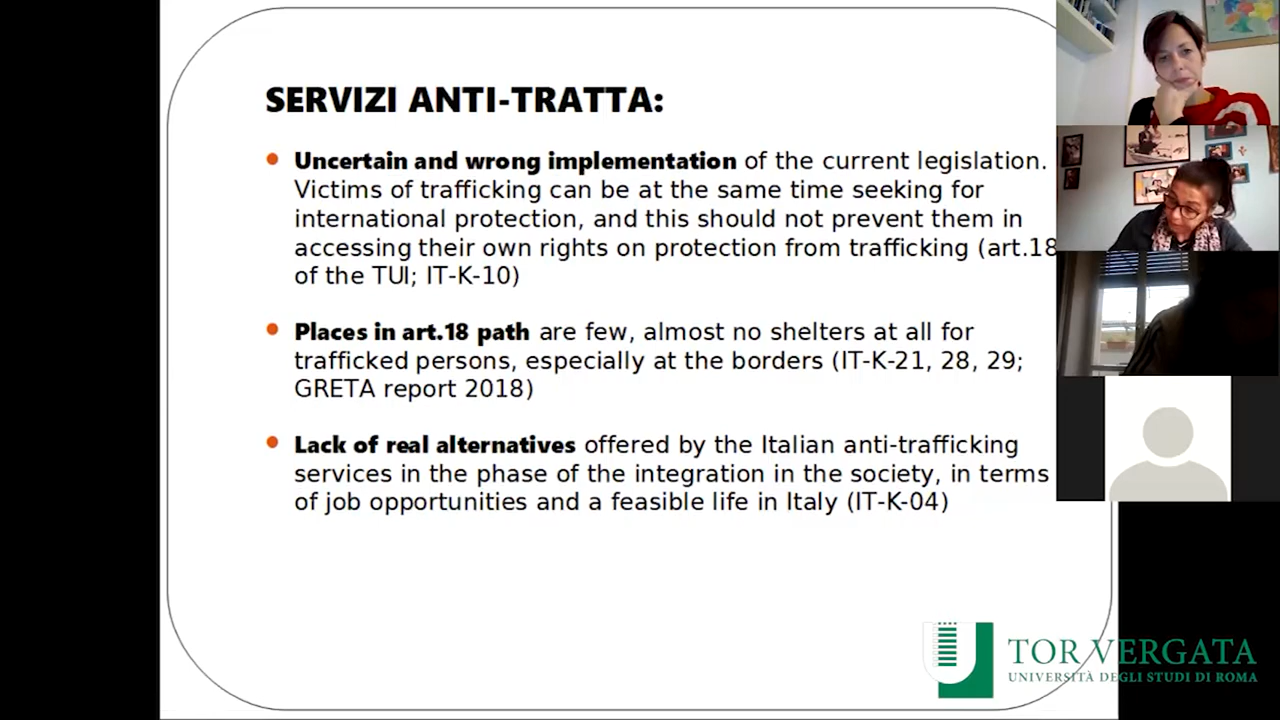 SERVIZI ANTI-TRATTA:
Uncertain and wrong implementation of the current legislation.
Victims of trafficking can be at the same time seeking for
international protection, and this should not prevent them in
accessing their own rights on protection from trafficking (art.18
of the TUI; IT-K-10)
Places in art.18 path are few, almost no shelters at all for
trafficked persons, especially at the borders (IT-K-21, 28, 29;
GRETA report 2018)
Lack of real alternatives offered by the Italian anti-trafficking
services in the phase of the integration in the society, in terms
of job opportunities and a feasible life in Italy (IT-K-04)
TOR VERGATA
UNIVERSITÀ DEGLI STUDI DI ROMA